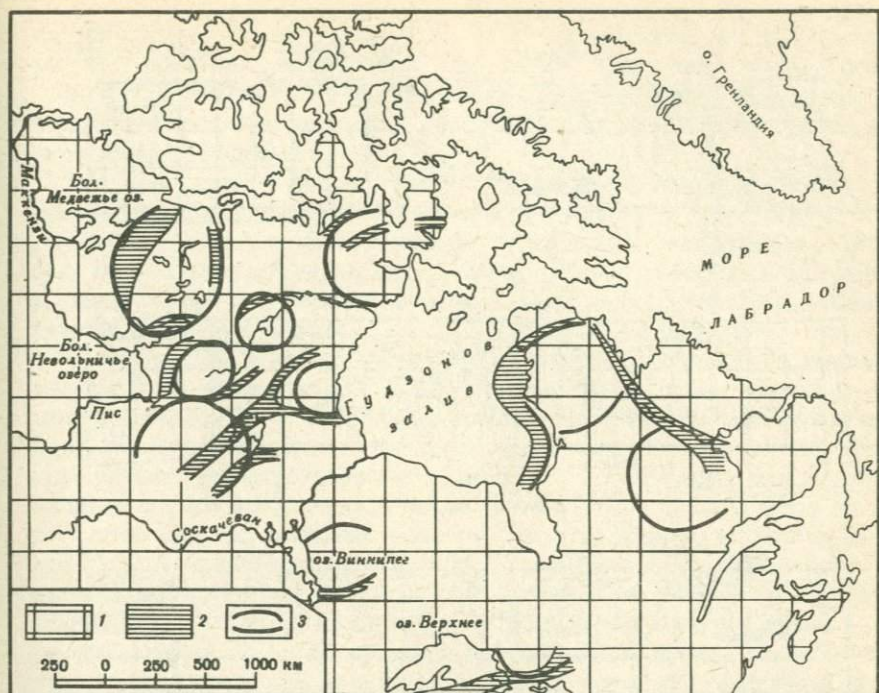 о. Гренландия
Бол.
Медвежье оз.
Маккензи
МОРЕ
ЛАБРАДОР
Бол.
Невольничье
озеро
Гудзонов
залив
Пис
Соскачеван
оз. Виннипег
оз. Верхнее
1 2 3
250 0 250 500 1000 км